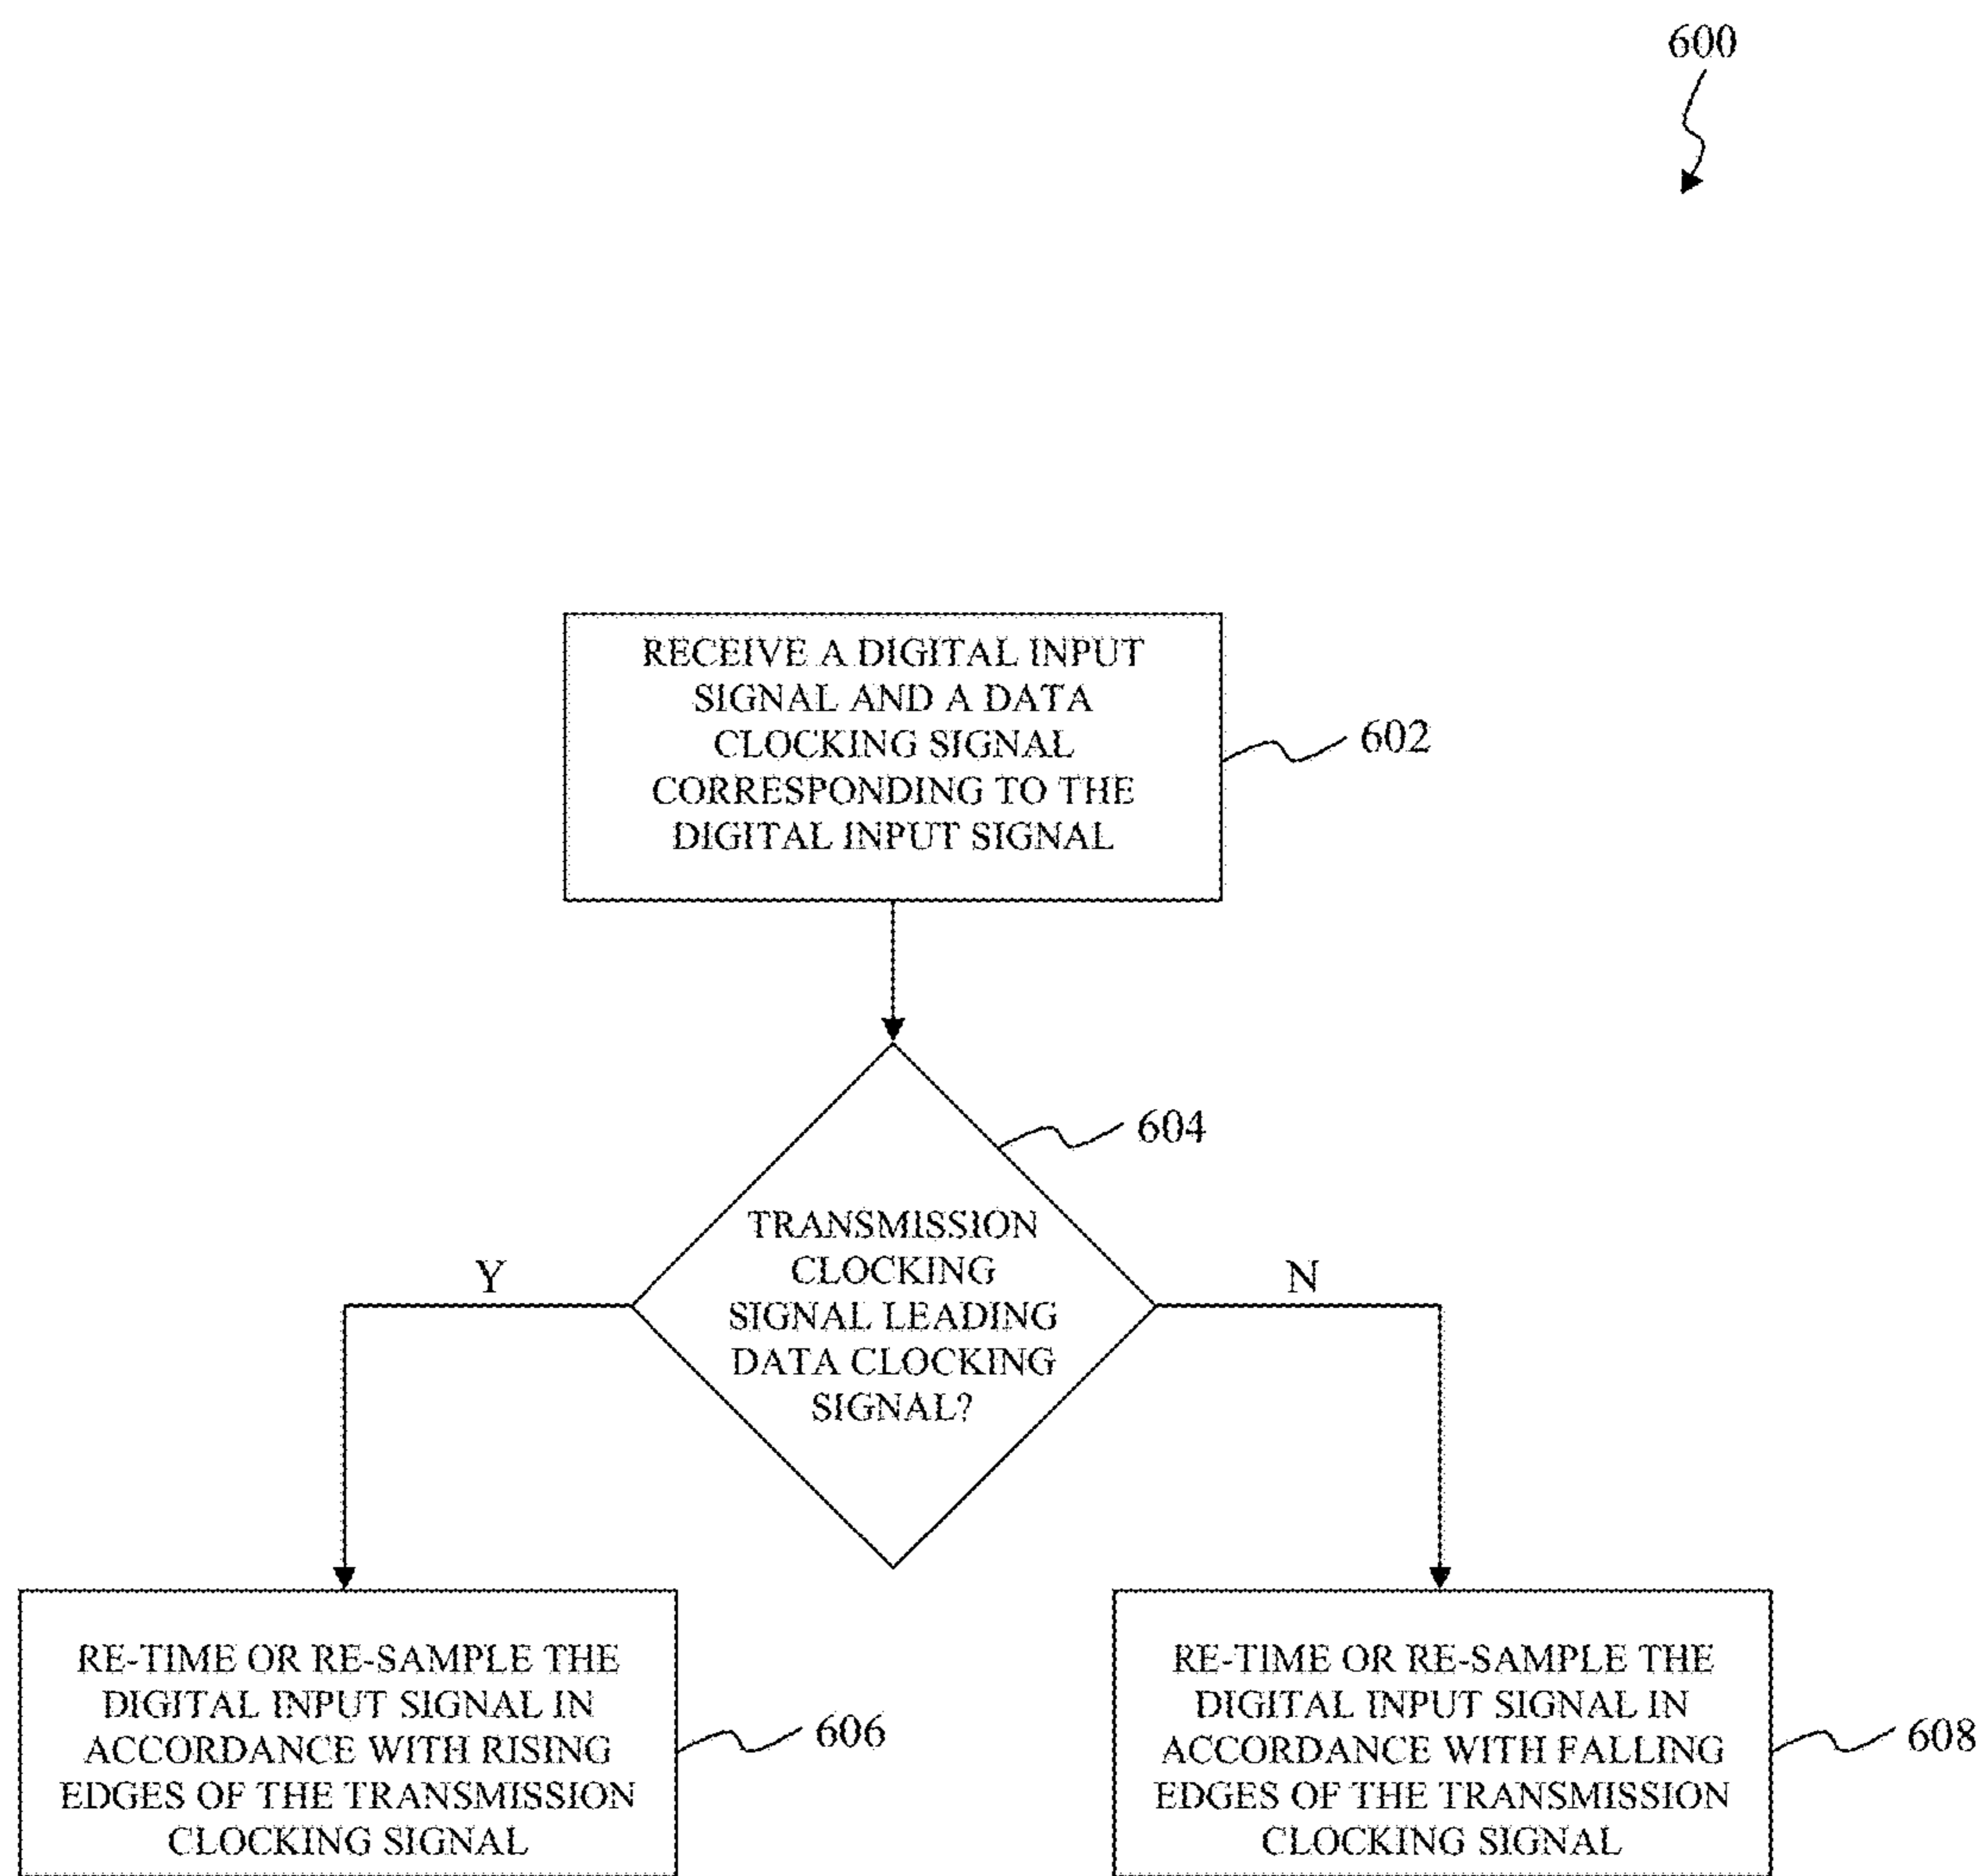 600
RECEIVE A DIGITAL INPUT
SIGNAL AND A DATA
CLOCKING SIGNAL
CORRESPONDING TO THE
DIGITAL INPUT SIGNAL
602
604
TRANSMISSION
CLOCKING
SIGNAL LEADING
DATA CLOCKING
SIGNAL?
Y
N
RE-TIME OR RE-SAMPLE THE
DIGITAL INPUT SIGNAL IN
ACCORDANCE WITH RISING
EDGES OF THE TRANSMISSION
CLOCKING SIGNAL
606
RE-TIME OR RE-SAMPLE THE
DIGITAL INPUT SIGNAL IN
ACCORDANCE WITH FALLING
EDGES OF THE TRANSMISSION
CLOCKING SIGNAL
608